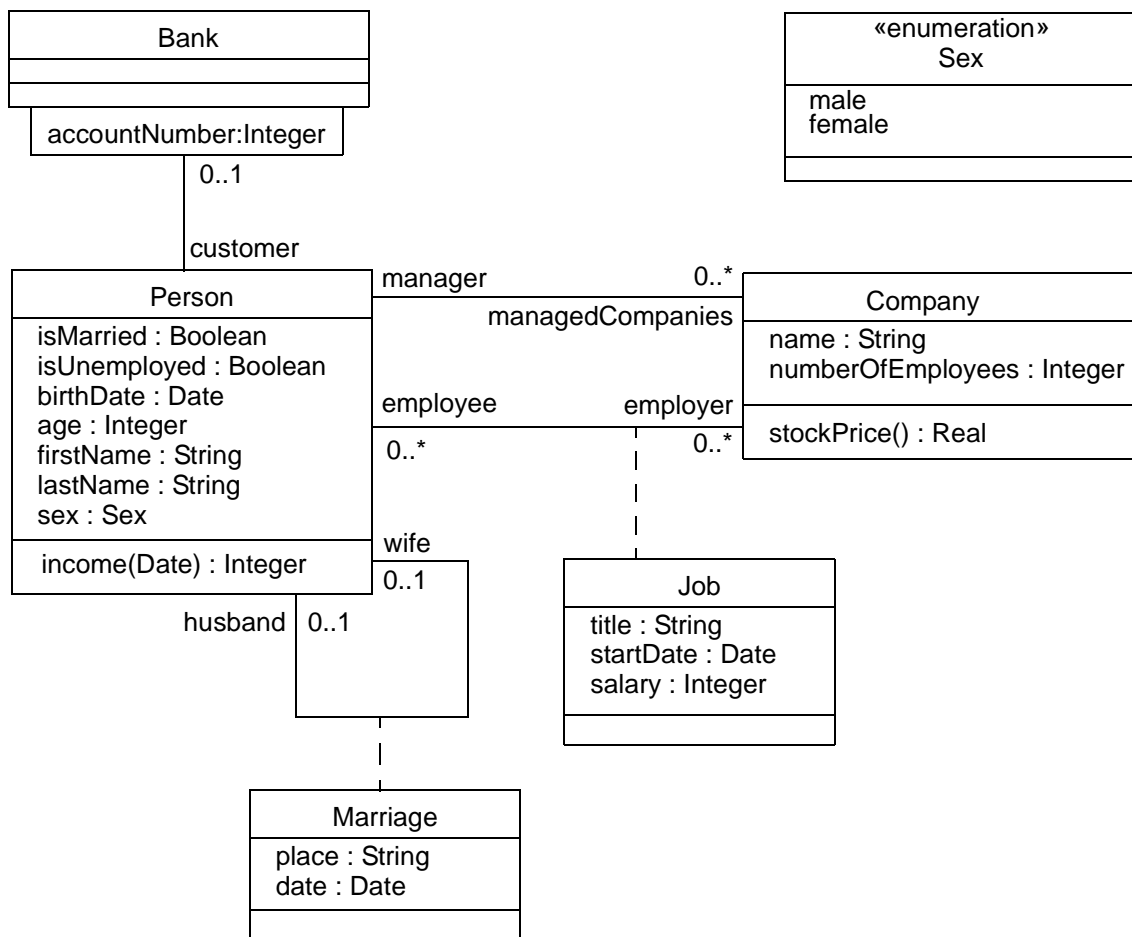 Bank
accountNumber:Integer
0..1
customer
«enumeration»
Sex
male
female
Person
isMarried : Boolean
isUnemployed : Boolean
birthDate : Date
age : Integer
firstName : String
lastName : String
sex : Sex
income(Date) : Integer
manager
0..*
managedCompanies
employee
employer
0..*
0..*
Company
name : String
numberOfEmployees : Integer
stockPrice() : Real
wife
0..1
husband
0..1
Job
title : String
startDate : Date
salary : Integer
Marriage
place : String
date : Date